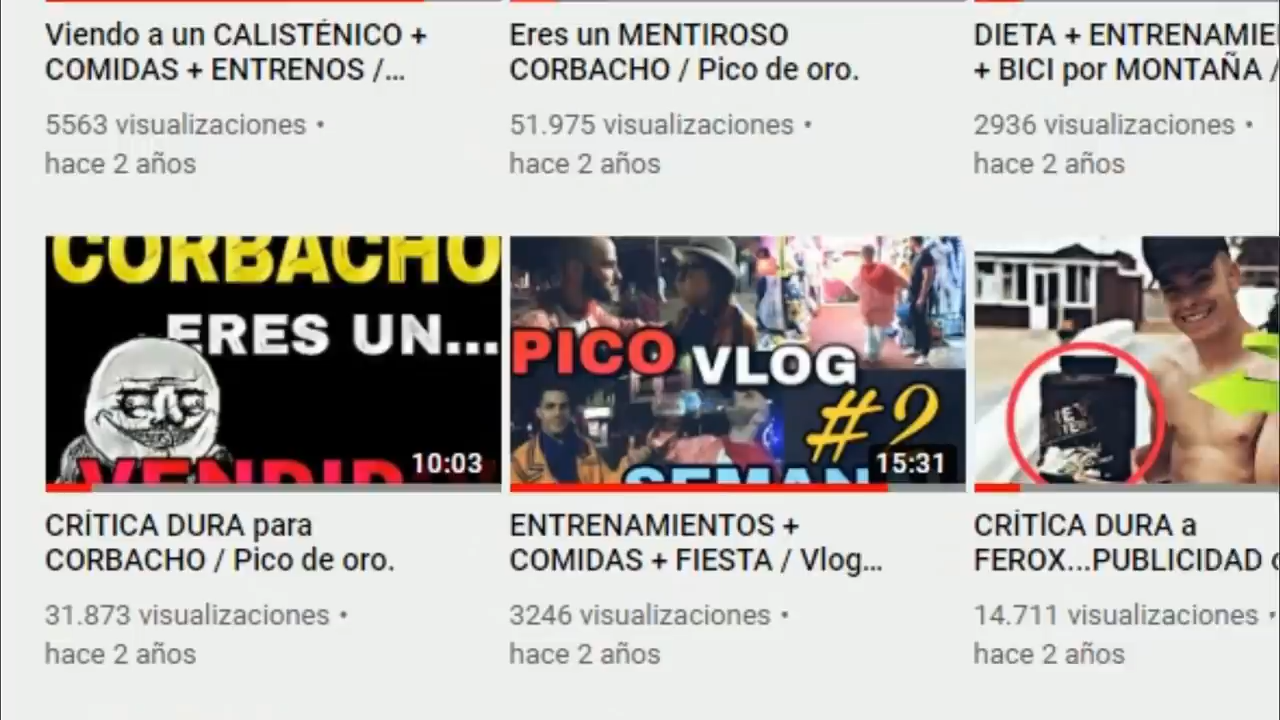 Viendo a un CALISTÉNICO +
COMIDAS + ENTRENOS /...
5563 visualizaciones •
hace 2 años
Eres un MENTIROSO
CORBACHO / Pico de oro.
51.975 visualizaciones •
hace 2 años
DIETA + ENTRENAMIE
+ BICI por MONTAÑA /
2936 visualizaciones •
hace 2 años
CORBACHO
ERES UN...
VENDID
10:03
CRÍTICA DURA para
CORBACHO / Pico de oro.
31.873 visualizaciones •
hace 2 años
PICO VLOG
#2
SEMAN
15:31
ENTRENAMIENTOS +
COMIDAS + FIESTA / Vlog...
3246 visualizaciones •
hace 2 años
CRÍTICA DURA a
FEROX...PUBLICIDAD
14.711 visualizaciones •
hace 2 años